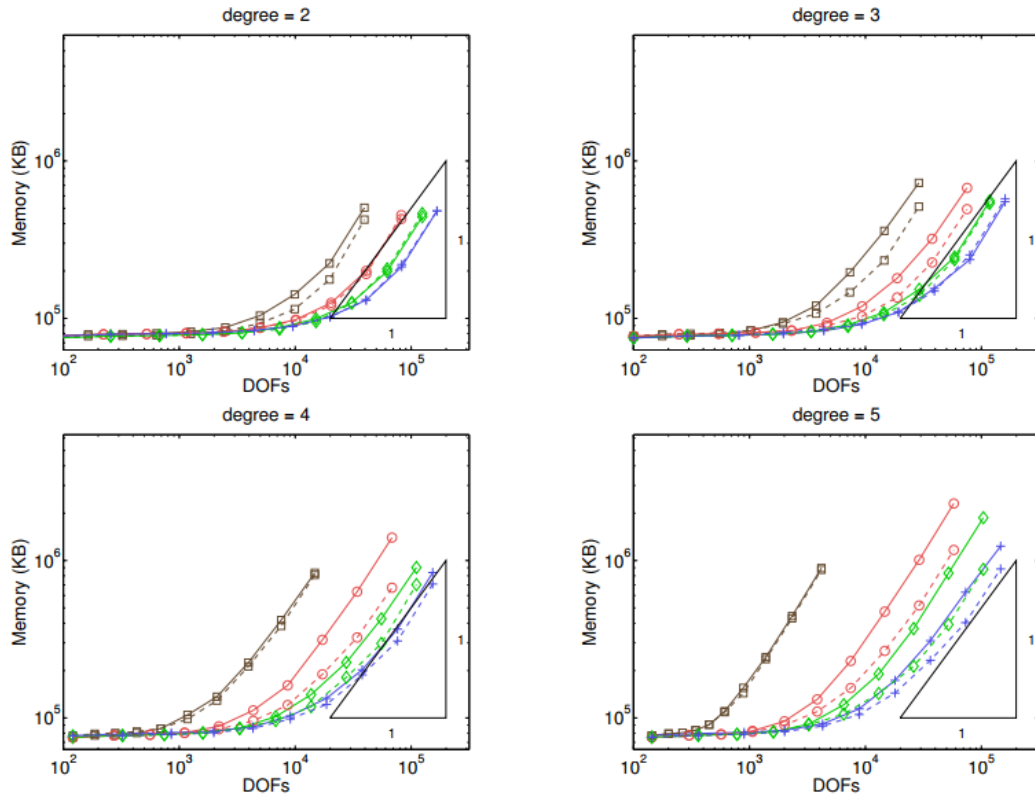 degree = 2
Memory (KB)
10^6
10^5
1
1
10^2
10^3
10^4
10^5
DOFs
degree = 3
Memory (KB)
10^6
10^5
1
1
10^2
10^3
10^4
10^5
DOFs
degree = 4
Memory (KB)
10^6
10^5
1
1
10^2
10^3
10^4
10^5
DOFs
degree = 5
Memory (KB)
10^6
10^5
1
1
10^2
10^3
10^4
10^5
DOFs